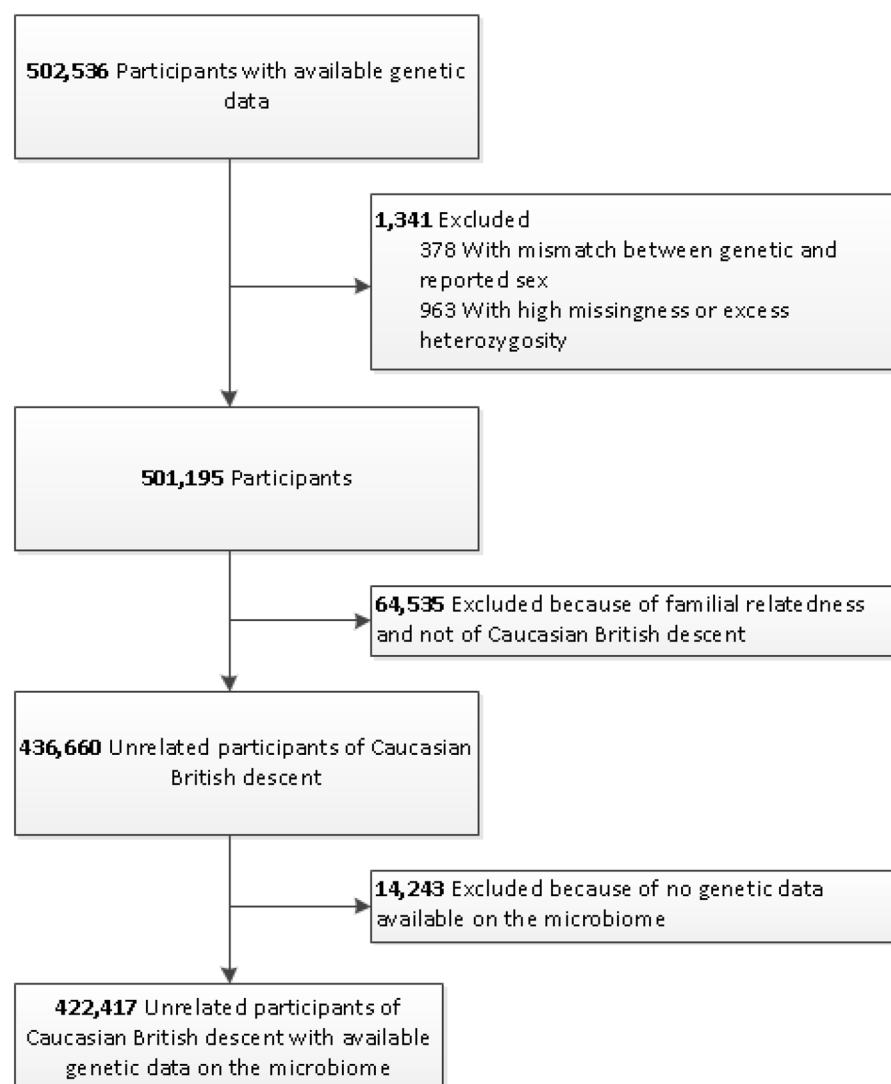 502,536 Participants with available genetic
data
1,341 Excluded
378 With mismatch between genetic and
reported sex
963 With high missingness or excess
heterozygosity
501,195 Participants
64,535 Excluded because of familial relatedness
and not of Caucasian British descent
436,660 Unrelated participants of Caucasian
British descent
14,243 Excluded because of no genetic data
available on the microbiome
422,417 Unrelated participants of
Caucasian British descent with available
genetic data on the microbiome